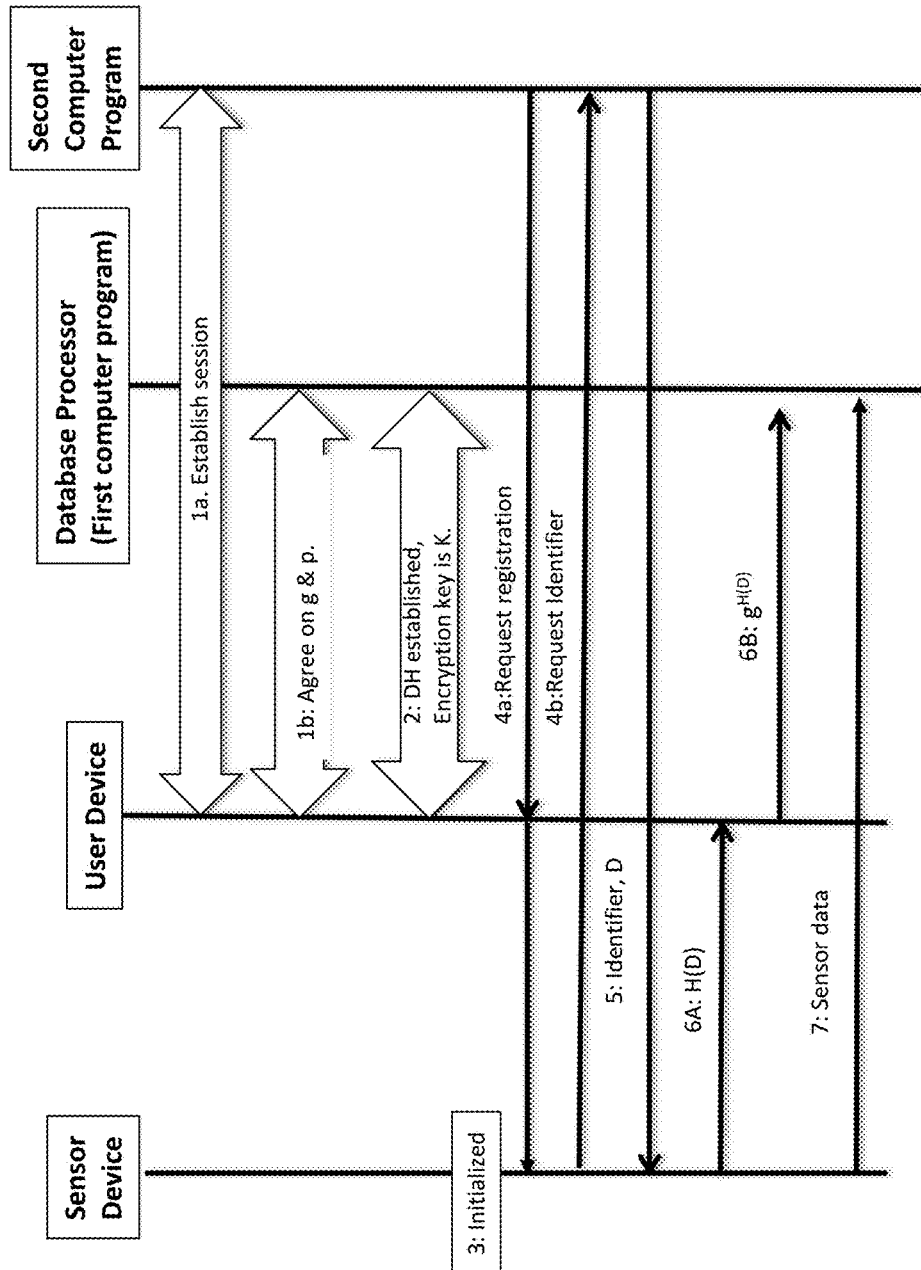 Sensor
Device
User Device
Database Processor
(First computer program)
Second
Computer
Program
1a. Establish session
1b: Agree on g & p.
2: DH established,
Encryption key is K.
3: Initialized
4a:Request registration
4b: Request Identifier
5: Identifier, D
6A: H(D)
6B: g^H(D)
7: Sensor data